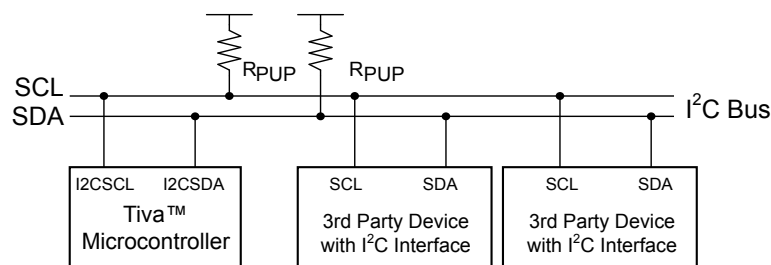 RPUP
RPUP
SCL
SDA
I²C Bus
I2CSCL I2CSDA
SCL SDA
SCL SDA
Tiva™
Microcontroller
3rd Party Device
with I²C Interface
3rd Party Device
with I²C Interface